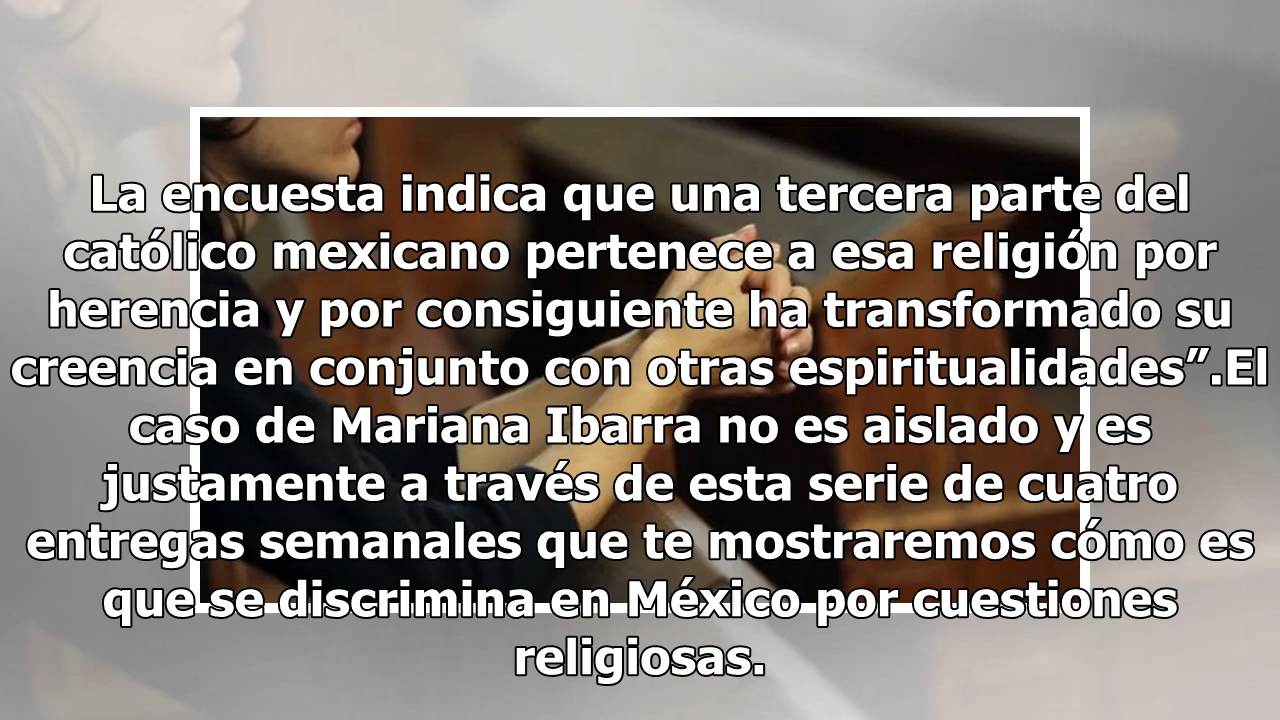 La encuesta indica que una tercera parte del
católico mexicano pertenece a esa religión por
herencia y por consiguiente ha transformado su
creencia en conjunto con otras espiritualidades”.El
caso de Mariana Ibarra no es aislado y es
justamente a través de esta serie de cuatro
entregas semanales que te mostraremos cómo es
que se discrimina en México por cuestiones
religiosas.